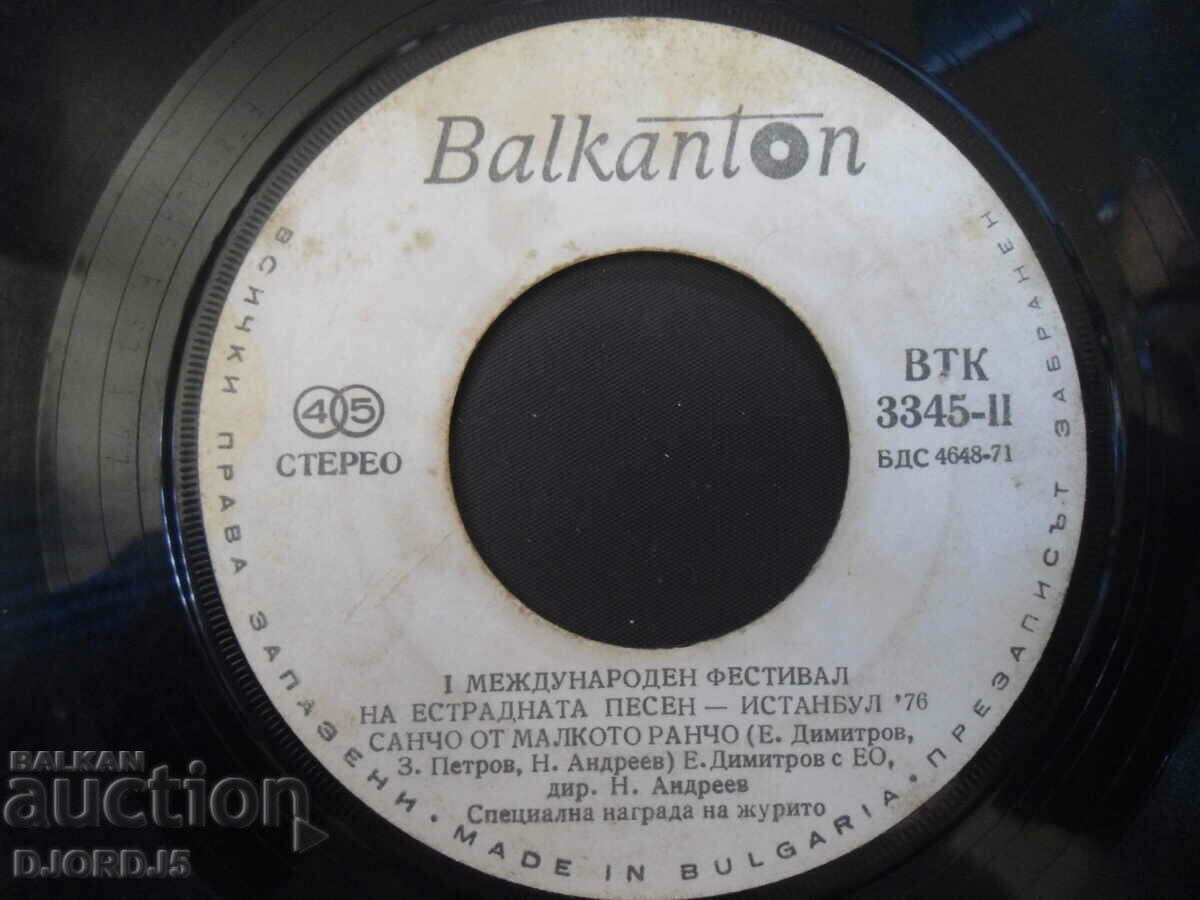 Balkanton
ВСИЧКИ ПРАВА ЗАПАЗЕНИ • MADE IN BULGARIA • ПРЕЗАПИСЪТ ЗАБРАНЕН
45
СТЕРЕО
ВТК
3345-II
БДС 4648-71
I МЕЖДУНАРОДЕН ФЕСТИВАЛ
НА ЕСТРАДНАТА ПЕСЕН — ИСТАНБУЛ '76
САНЧО ОТ МАЛКОТО РАНЧО (Е. Димитров,
З. Петров, Н. Андреев) Е. Димитров с ЕО,
дир. Н. Андреев
Специална награда на журито
BALKAN
auction
DJORD_J5